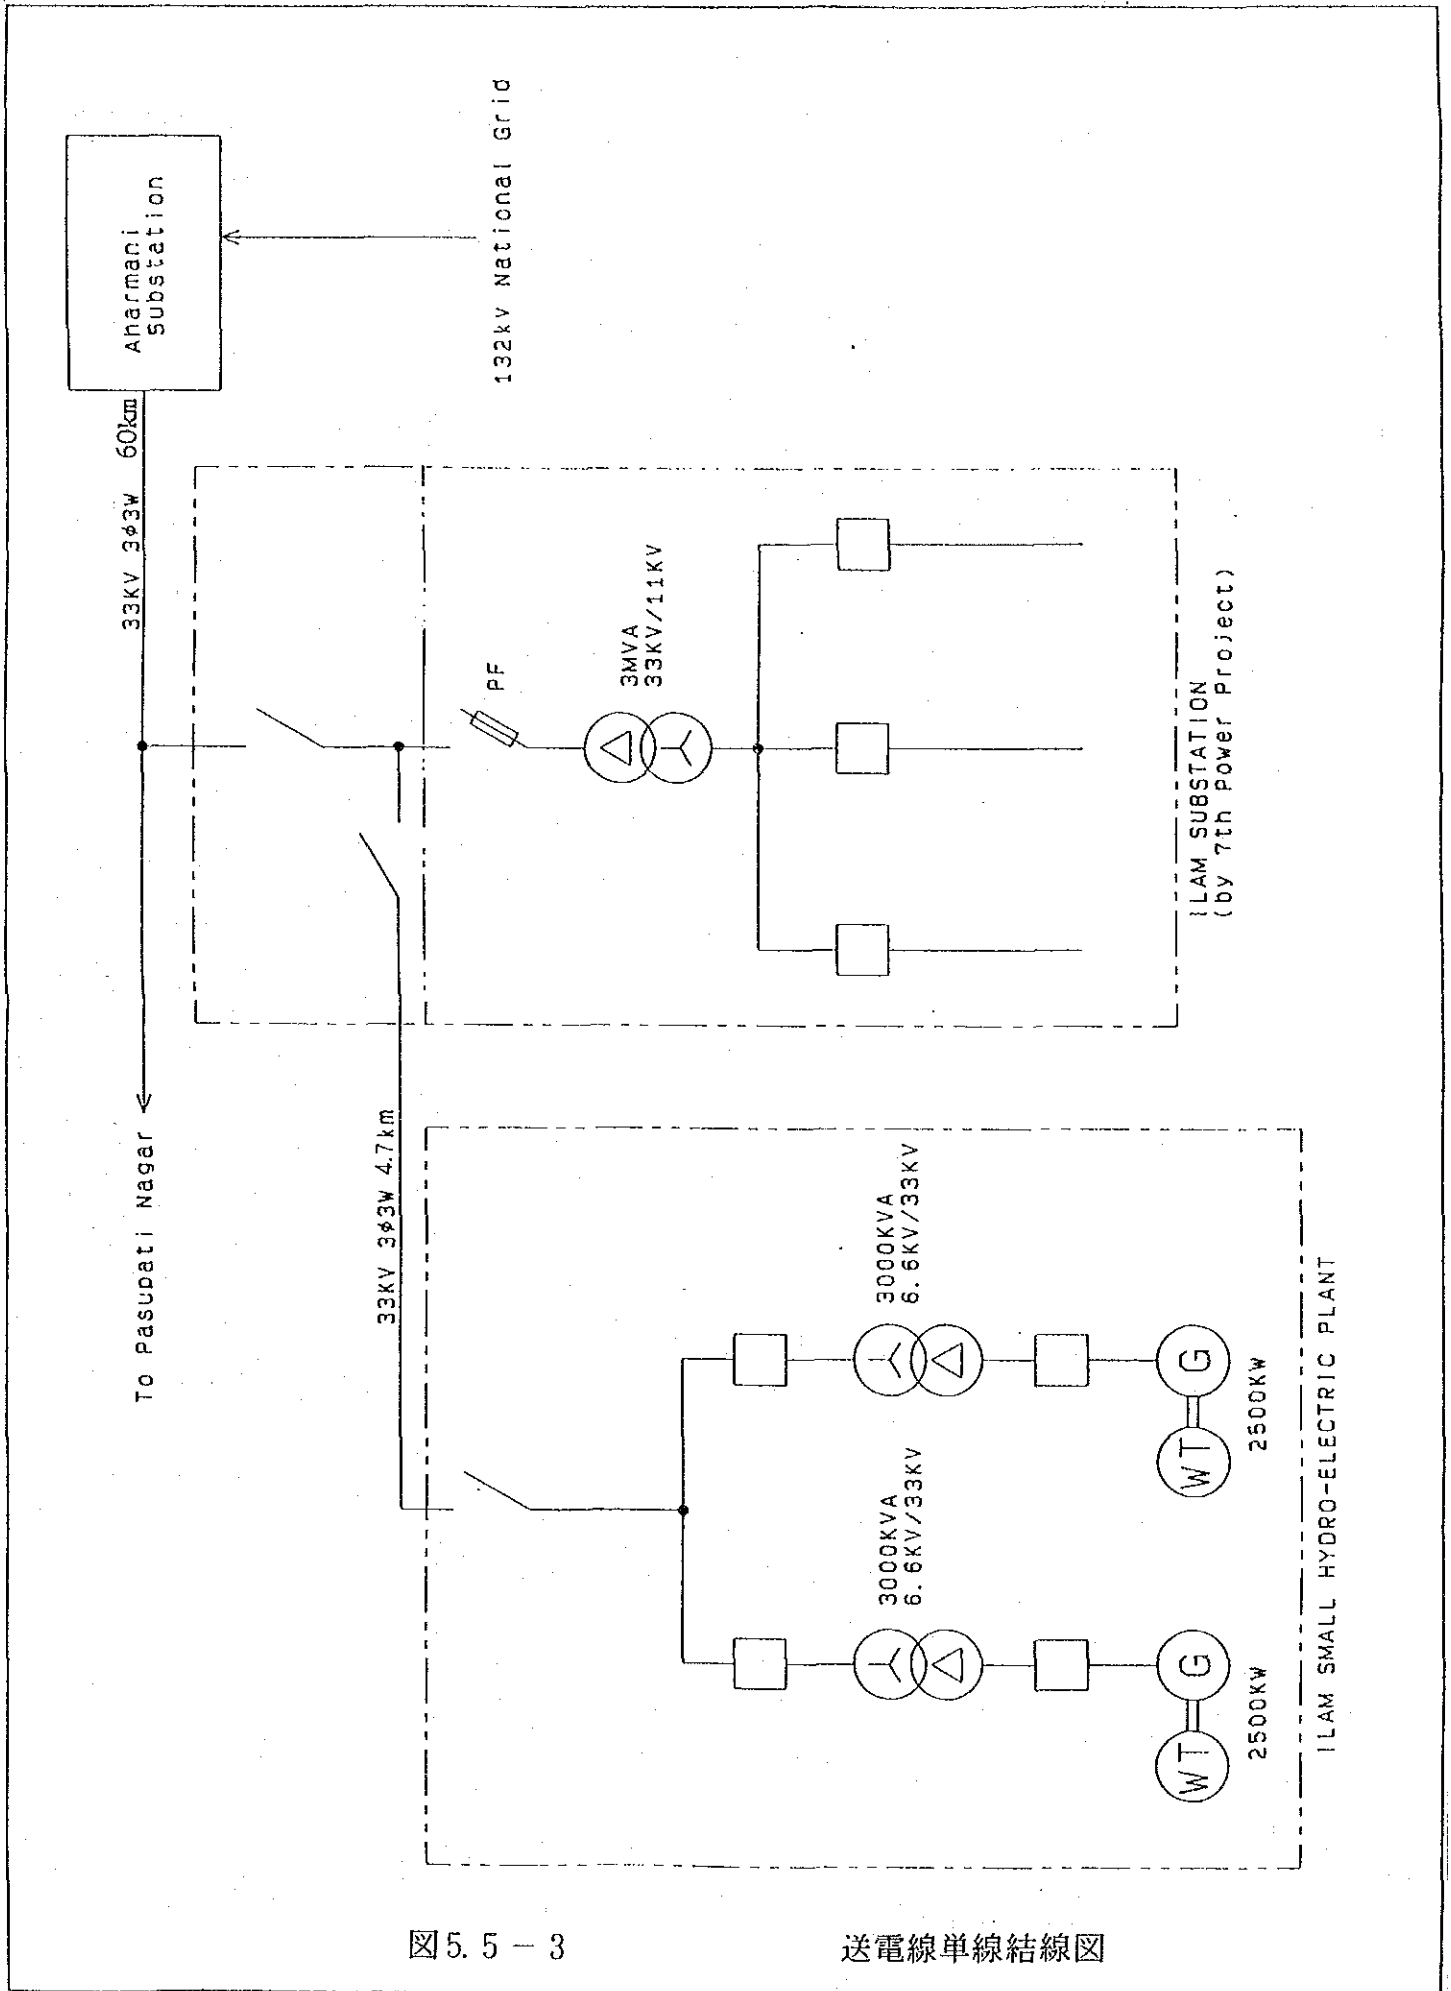 Anarmani
Substation
132kV National Grid
33KV 3φ3W 60km
To Pasupati Nagar
PF
3MVA
33KV/11KV
ILAM SUBSTATION
(by 7th Power Project)
33KV 3φ3W 4.7km
3000KVA
6.6KV/33KV
3000KVA
6.6KV/33KV
WT
G
2500KW
WT
G
2500KW
ILAM SMALL HYDRO-ELECTRIC PLANT
図5.5－3 送電線単線結線図